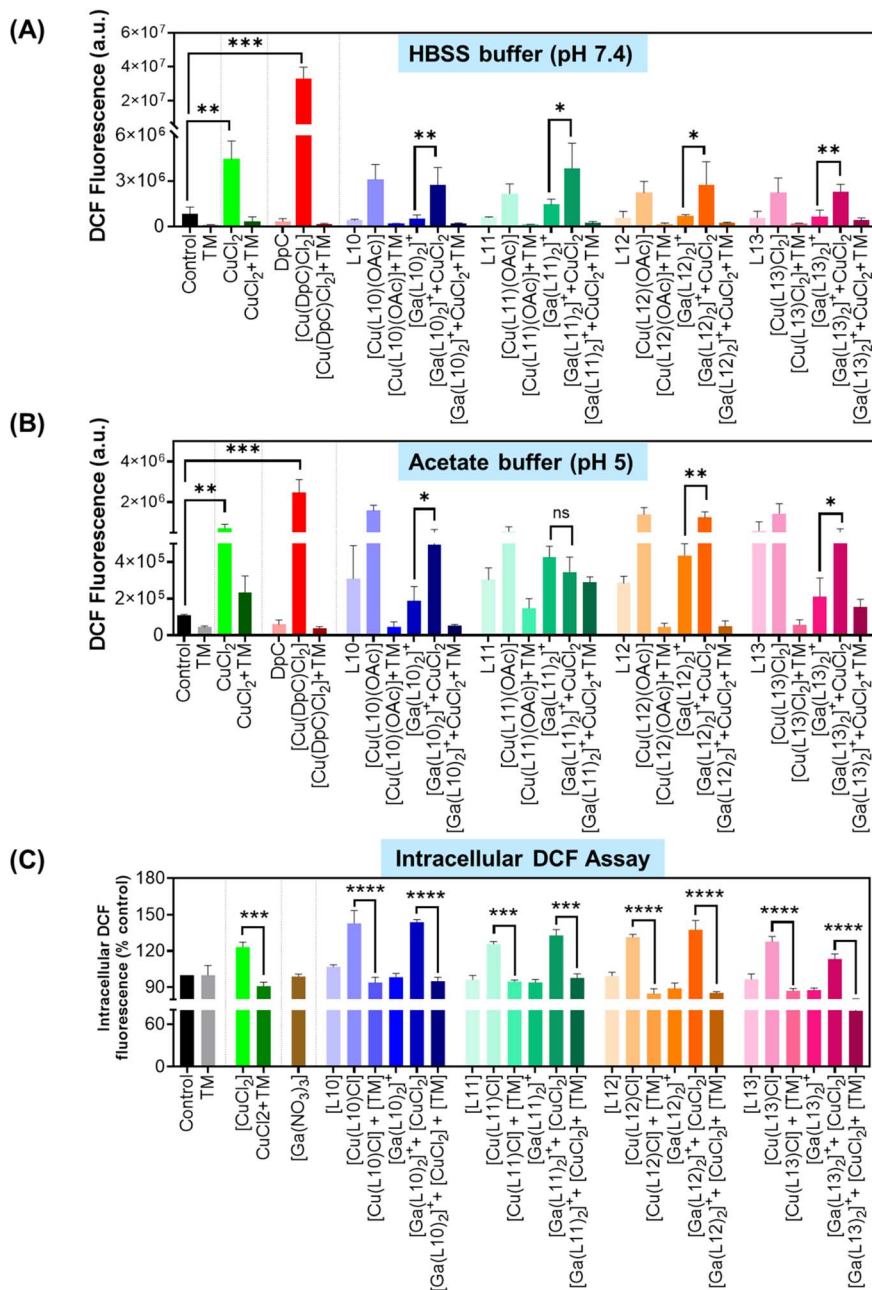 (A)
HBSS buffer (pH 7.4)
DCF Fluorescence (a.u.)
6×10⁷
4×10⁷
2×10⁷
6×10⁶
3×10⁶
0
***
**
**
*
*
**
Control
TM
CuCl₂
CuCl₂+TM
DpC
[Cu(DpC)Cl₂]
[Cu(DpC)Cl₂]+TM
L10
[Cu(L10)(OAc)]
[Cu(L10)(OAc)]+TM
[Ga(L10)₂]⁺
[Ga(L10)₂]⁺+CuCl₂
[Ga(L10)₂]⁺+CuCl₂+TM
L11
[Cu(L11)(OAc)]
[Cu(L11)(OAc)]+TM
[Ga(L11)₂]⁺
[Ga(L11)₂]⁺+CuCl₂
[Ga(L11)₂]⁺+CuCl₂+TM
L12
[Cu(L12)(OAc)]
[Cu(L12)(OAc)]+TM
[Ga(L12)₂]⁺
[Ga(L12)₂]⁺+CuCl₂
[Ga(L12)₂]⁺+CuCl₂+TM
L13
[Cu(L13)Cl₂]
[Cu(L13)Cl₂]+TM
[Ga(L13)₂]⁺
[Ga(L13)₂]⁺+CuCl₂
[Ga(L13)₂]⁺+CuCl₂+TM
(B)
Acetate buffer (pH 5)
DCF Fluorescence (a.u.)
4×10⁶
2×10⁶
4×10⁵
2×10⁵
0
***
**
*
ns
**
*
Control
TM
CuCl₂
CuCl₂+TM
DpC
[Cu(DpC)Cl₂]
[Cu(DpC)Cl₂]+TM
L10
[Cu(L10)(OAc)]
[Cu(L10)(OAc)]+TM
[Ga(L10)₂]⁺
[Ga(L10)₂]⁺+CuCl₂
[Ga(L10)₂]⁺+CuCl₂+TM
L11
[Cu(L11)(OAc)]
[Cu(L11)(OAc)]+TM
[Ga(L11)₂]⁺
[Ga(L11)₂]⁺+CuCl₂
[Ga(L11)₂]⁺+CuCl₂+TM
L12
[Cu(L12)(OAc)]
[Cu(L12)(OAc)]+TM
[Ga(L12)₂]⁺
[Ga(L12)₂]⁺+CuCl₂
[Ga(L12)₂]⁺+CuCl₂+TM
L13
[Cu(L13)Cl₂]
[Cu(L13)Cl₂]+TM
[Ga(L13)₂]⁺
[Ga(L13)₂]⁺+CuCl₂
[Ga(L13)₂]⁺+CuCl₂+TM
(C)
Intracellular DCF Assay
Intracellular DCF
fluorescence (% control)
180
150
120
90
60
0
***
****
****
***
***
****
****
****
****
Control
TM
[CuCl₂]
CuCl2+TM
[Ga(NO₃)₃]
[L10]
[Cu(L10)Cl]
[Cu(L10)Cl] + [TM]
[Ga(L10)₂]⁺
[Ga(L10)₂]⁺+ [CuCl₂]
[Ga(L10)₂]⁺+ [CuCl₂] + [TM]
[L11]
[Cu(L11)Cl]
[Cu(L11)Cl] + [TM]
[Ga(L11)₂]⁺
[Ga(L11)₂]⁺+ [CuCl₂]
[Ga(L11)₂]⁺+ [CuCl₂]+ [TM]
[L12]
[Cu(L12)Cl]
[Cu(L12)Cl] + [TM]
[Ga(L12)₂]⁺
[Ga(L12)₂]⁺+ [CuCl₂]
[Ga(L12)₂]⁺+ [CuCl₂]+ [TM]
[L13]
[Cu(L13)Cl]
[Cu(L13)Cl] + [TM]
[Ga(L13)₂]⁺
[Ga(L13)₂]⁺+ [CuCl₂]
[Ga(L13)₂]⁺+ [CuCl₂]+ [TM]